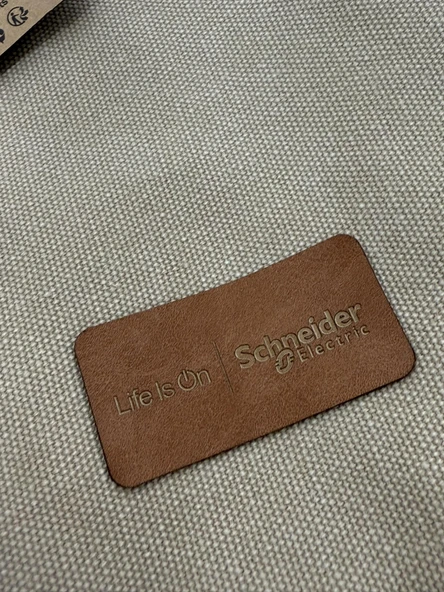 Life Is On
Schneider
Electric